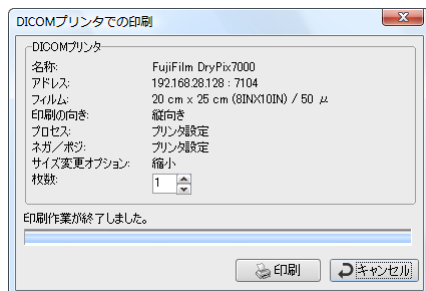 DICOMプリンタでの印刷
DICOMプリンタ
名称: FujiFilm DryPix7000
アドレス: 192.168.28.128 : 7104
フィルム: 20 cm x 25 cm (8INX10IN) / 50 μ
印刷の向き: 縦向き
プロセス: プリンタ設定
ネガ／ポジ: プリンタ設定
サイズ変更オプション: 縮小
枚数: 1
印刷作業が終了しました。
印刷 キャンセル